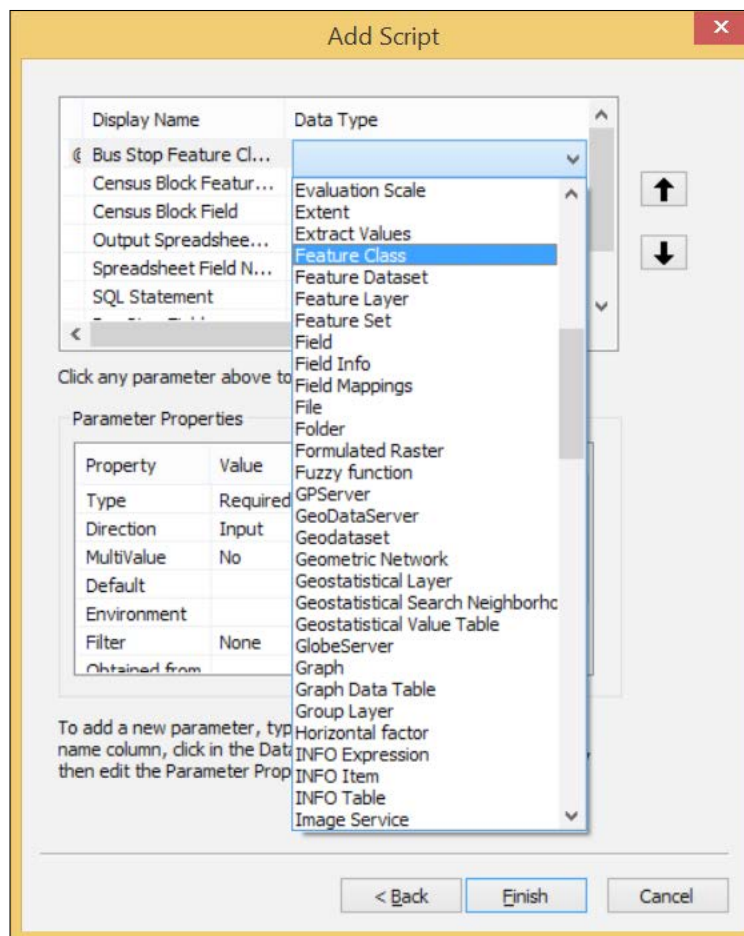 Add Script
Display Name Data Type
Bus Stop Feature Cl...
Census Block Featur...
Census Block Field
Output Spreadshee...
Spreadsheet Field N...
SQL Statement
Evaluation Scale
Extent
Extract Values
Feature Class
Feature Dataset
Feature Layer
Feature Set
Field
Field Info
Field Mappings
File
Folder
Formulated Raster
Fuzzy function
GPServer
GeoDataServer
Geodataset
Geometric Network
Geostatistical Layer
Geostatistical Search Neighborho
Geostatistical Value Table
GlobeServer
Graph
Graph Data Table
Group Layer
Horizontal factor
INFO Expression
INFO Item
INFO Table
Image Service
Click any parameter above to
Parameter Properties
Property Value
Type Required
Direction Input
MultiValue No
Default
Environment
Filter None
Obtained from
To add a new parameter, typ
name column, click in the Data
then edit the Parameter Prop
< Back Finish Cancel